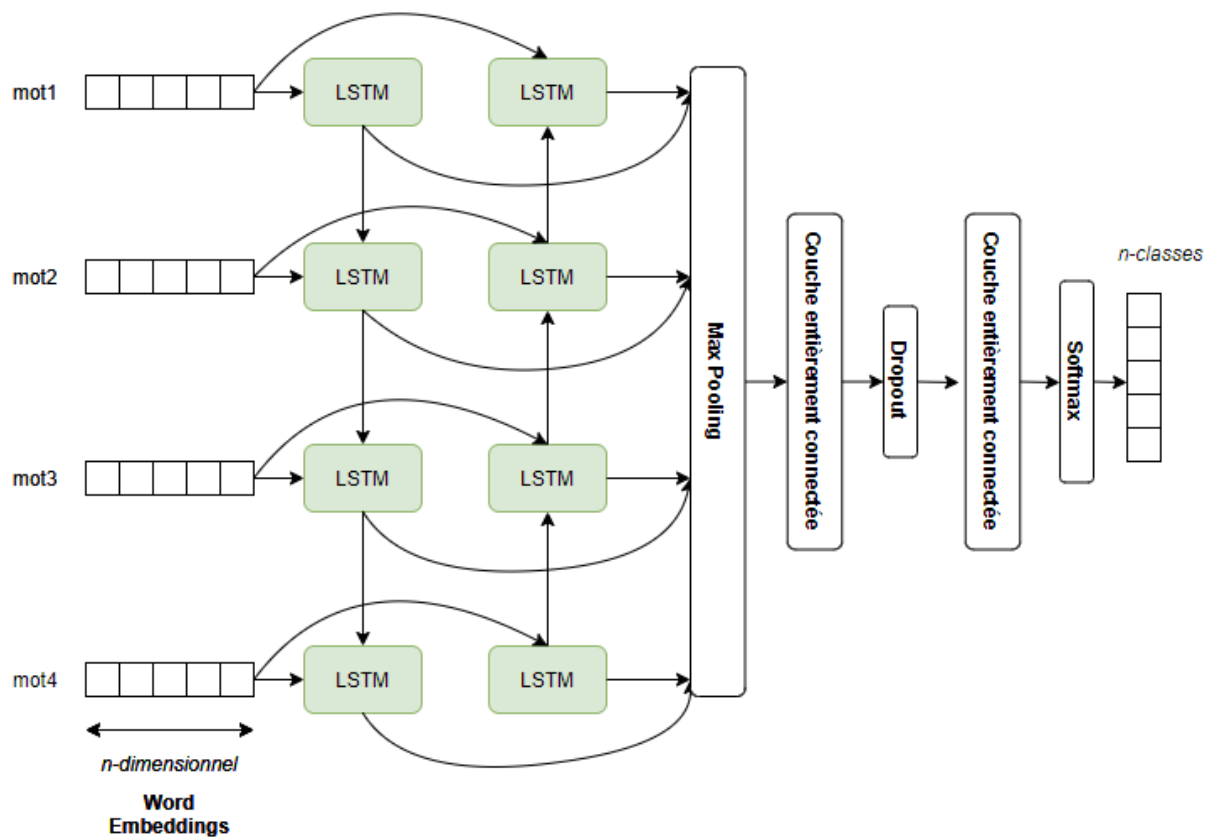 mot1
LSTM
LSTM
mot2
LSTM
LSTM
mot3
LSTM
LSTM
mot4
LSTM
LSTM
n-dimensionnel
Word
Embeddings
Max Pooling
Couche entièrement connectée
Dropout
Couche entièrement connectée
Softmax
n-classes